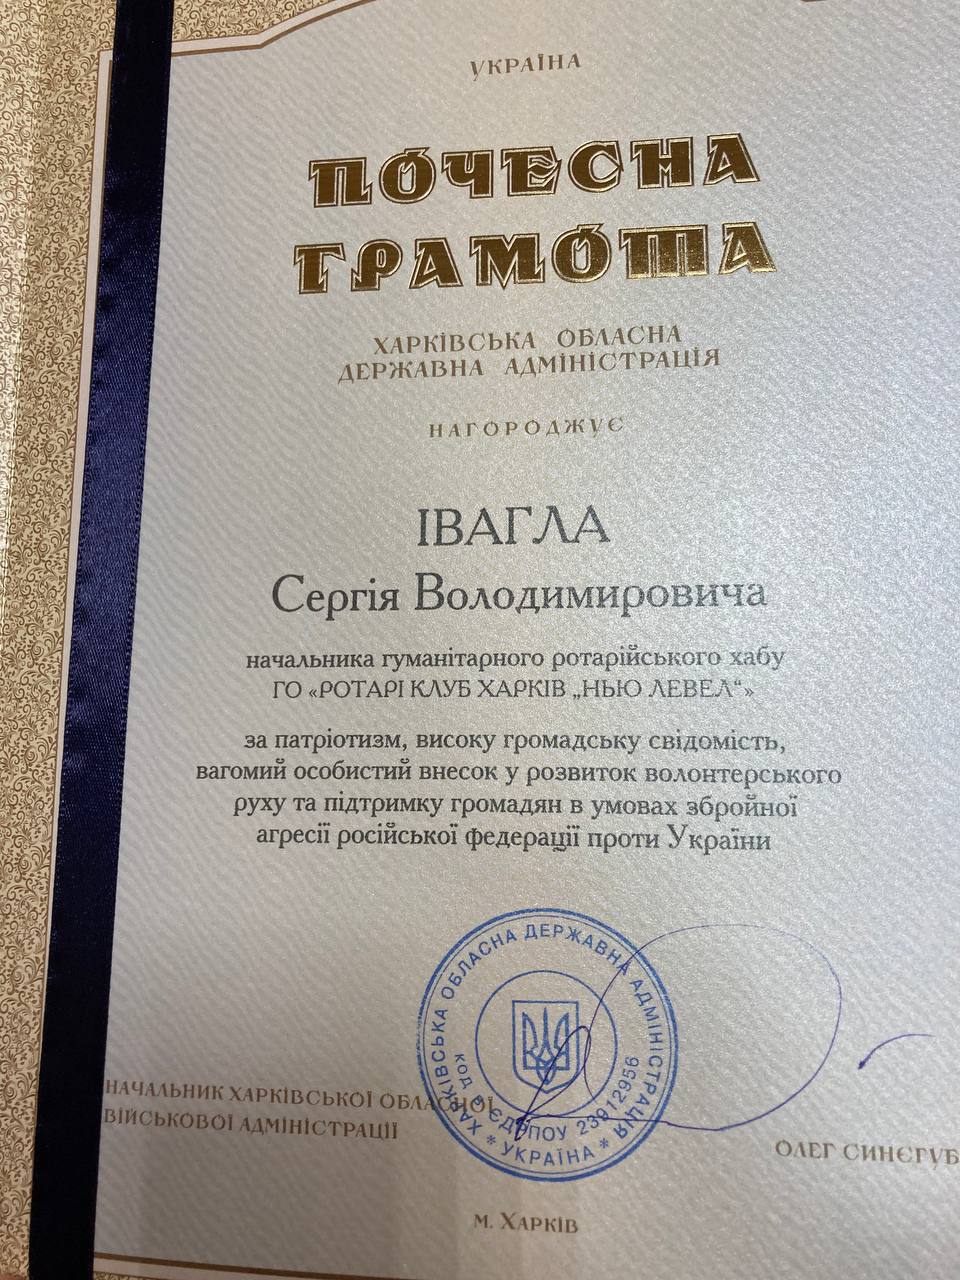 УКРАЇНА
ПОЧЕСНА
ГРАМОТА
ХАРКІВСЬКА ОБЛАСНА
ДЕРЖАВНА АДМІНІСТРАЦІЯ
НАГОРОДЖУЄ
ІВАГЛА
Сергія Володимировича
начальника гуманітарного ротарійського хабу
ГО «РОТАРІ КЛУБ ХАРКІВ „НЬЮ ЛЕВЕЛ“»
за патріотизм, високу громадську свідомість,
вагомий особистий внесок у розвиток волонтерського
руху та підтримку громадян в умовах збройної
агресії російської федерації проти України
НАЧАЛЬНИК ХАРКІВСЬКОЇ ОБЛАСНОЇ
ВІЙСЬКОВОЇ АДМІНІСТРАЦІЇ
ХАРКІВСЬКА ОБЛАСНА ДЕРЖАВНА АДМІНІСТРАЦІЯ
* УКРАЇНА *
КОД Є ЄДРПОУ 23912956
ОЛЕГ СИНЄГУБ
м. Харків